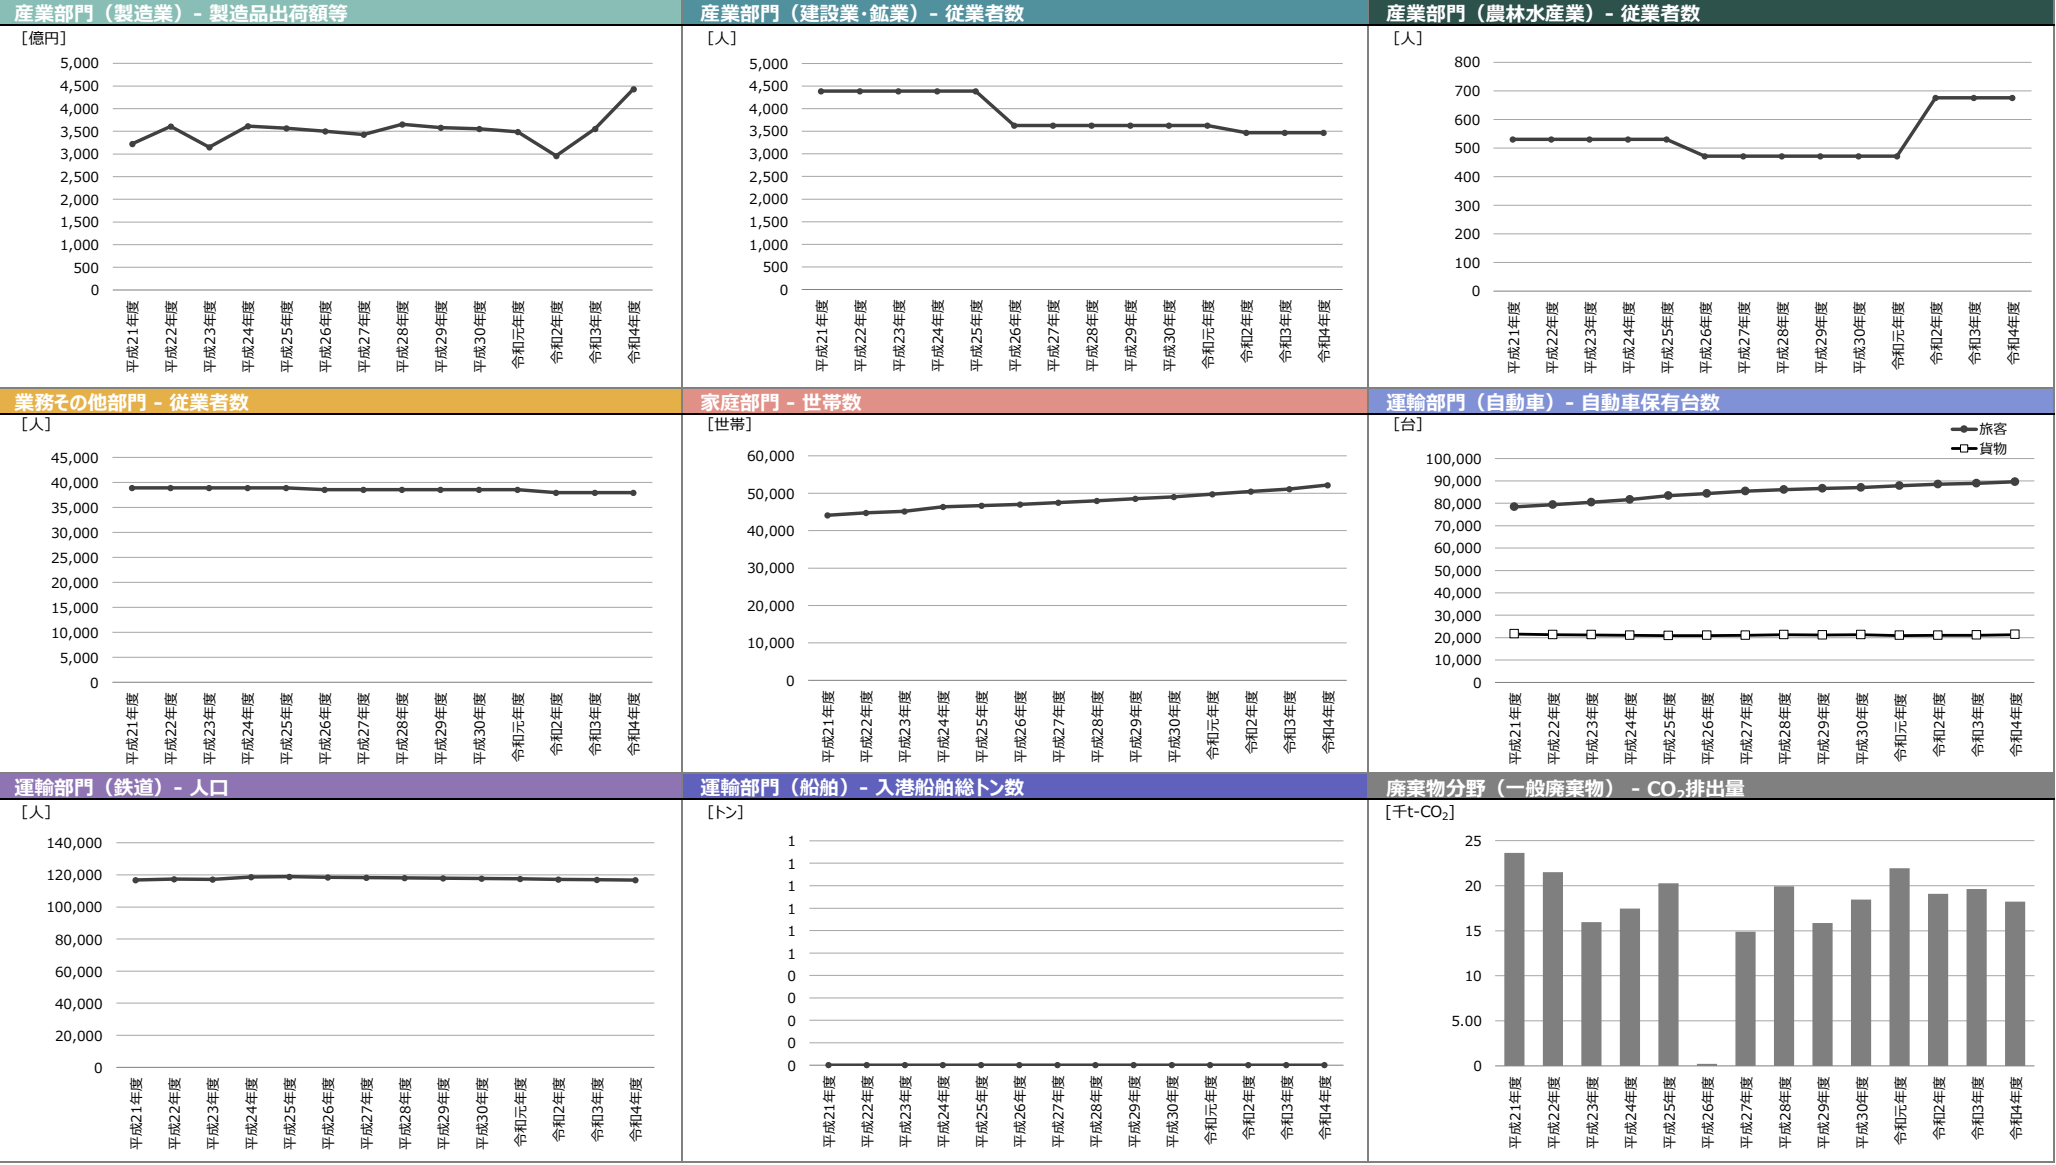 産業部門（製造業）- 製造品出荷額等
[億円]
5,000
4,500
4,000
3,500
3,000
2,500
2,000
1,500
1,000
500
0
平成21年度
平成22年度
平成23年度
平成24年度
平成25年度
平成26年度
平成27年度
平成28年度
平成29年度
平成30年度
令和元年度
令和2年度
令和3年度
令和4年度
産業部門（建設業・鉱業）- 従業者数
[人]
5,000
4,500
4,000
3,500
3,000
2,500
2,000
1,500
1,000
500
0
平成21年度
平成22年度
平成23年度
平成24年度
平成25年度
平成26年度
平成27年度
平成28年度
平成29年度
平成30年度
令和元年度
令和2年度
令和3年度
令和4年度
産業部門（農林水産業）- 従業者数
[人]
800
700
600
500
400
300
200
100
0
平成21年度
平成22年度
平成23年度
平成24年度
平成25年度
平成26年度
平成27年度
平成28年度
平成29年度
平成30年度
令和元年度
令和2年度
令和3年度
令和4年度
業務その他部門 - 従業者数
[人]
45,000
40,000
35,000
30,000
25,000
20,000
15,000
10,000
5,000
0
平成21年度
平成22年度
平成23年度
平成24年度
平成25年度
平成26年度
平成27年度
平成28年度
平成29年度
平成30年度
令和元年度
令和2年度
令和3年度
令和4年度
家庭部門 - 世帯数
[世帯]
60,000
50,000
40,000
30,000
20,000
10,000
0
平成21年度
平成22年度
平成23年度
平成24年度
平成25年度
平成26年度
平成27年度
平成28年度
平成29年度
平成30年度
令和元年度
令和2年度
令和3年度
令和4年度
運輸部門（自動車）- 自動車保有台数
[台]
旅客
貨物
100,000
90,000
80,000
70,000
60,000
50,000
40,000
30,000
20,000
10,000
0
平成21年度
平成22年度
平成23年度
平成24年度
平成25年度
平成26年度
平成27年度
平成28年度
平成29年度
平成30年度
令和元年度
令和2年度
令和3年度
令和4年度
運輸部門（鉄道）- 人口
[人]
140,000
120,000
100,000
80,000
60,000
40,000
20,000
0
平成21年度
平成22年度
平成23年度
平成24年度
平成25年度
平成26年度
平成27年度
平成28年度
平成29年度
平成30年度
令和元年度
令和2年度
令和3年度
令和4年度
運輸部門（船舶）- 入港船舶総トン数
[トン]
1
1
1
1
1
1
0
0
0
0
0
平成21年度
平成22年度
平成23年度
平成24年度
平成25年度
平成26年度
平成27年度
平成28年度
平成29年度
平成30年度
令和元年度
令和2年度
令和3年度
令和4年度
廃棄物分野（一般廃棄物） - CO₂排出量
[千t-CO₂]
25
20
15
10
5.00
0
平成21年度
平成22年度
平成23年度
平成24年度
平成25年度
平成26年度
平成27年度
平成28年度
平成29年度
平成30年度
令和元年度
令和2年度
令和3年度
令和4年度